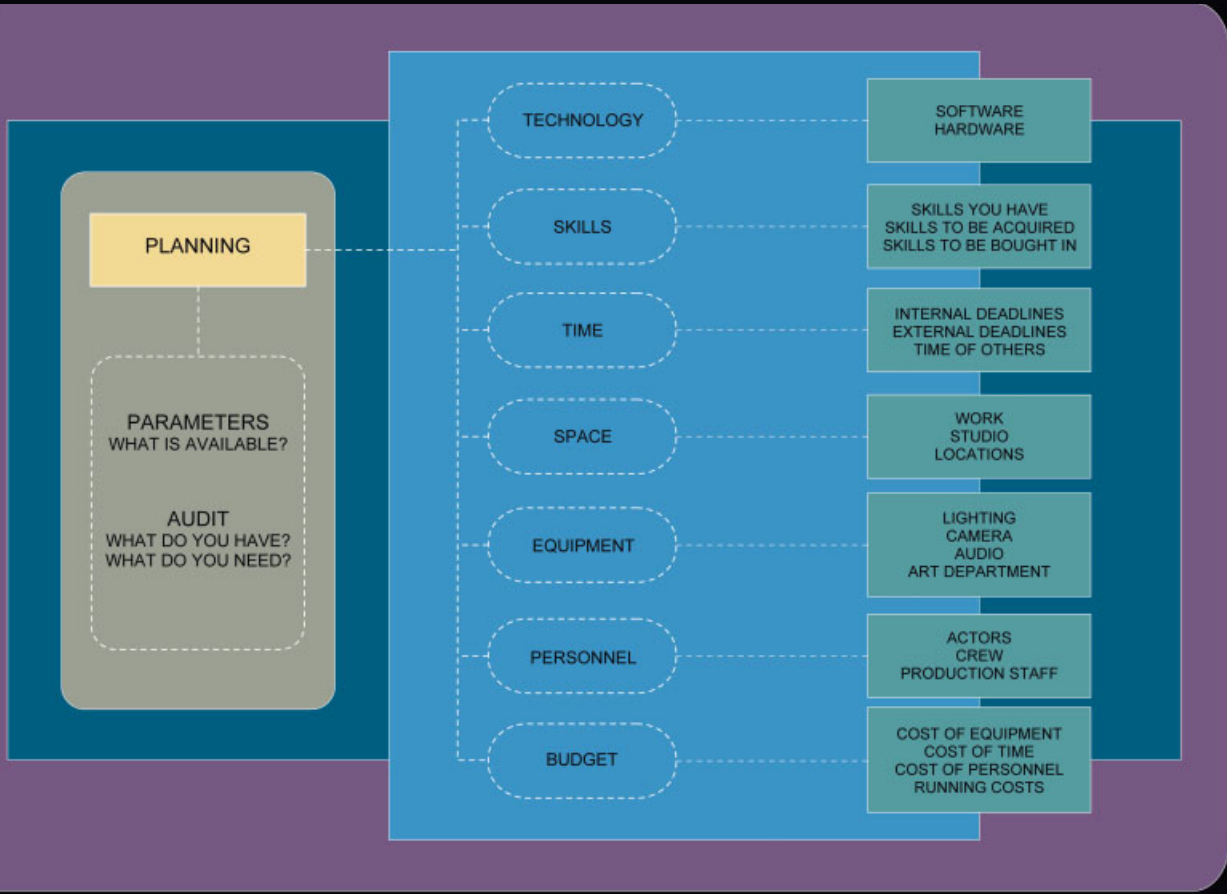 PLANNING
PARAMETERS
WHAT IS AVAILABLE?
AUDIT
WHAT DO YOU HAVE?
WHAT DO YOU NEED?
TECHNOLOGY
SOFTWARE
HARDWARE
SKILLS
SKILLS YOU HAVE
SKILLS TO BE ACQUIRED
SKILLS TO BE BOUGHT IN
TIME
INTERNAL DEADLINES
EXTERNAL DEADLINES
TIME OF OTHERS
SPACE
WORK
STUDIO
LOCATIONS
EQUIPMENT
LIGHTING
CAMERA
AUDIO
ART DEPARTMENT
PERSONNEL
ACTORS
CREW
PRODUCTION STAFF
BUDGET
COST OF EQUIPMENT
COST OF TIME
COST OF PERSONNEL
RUNNING COSTS